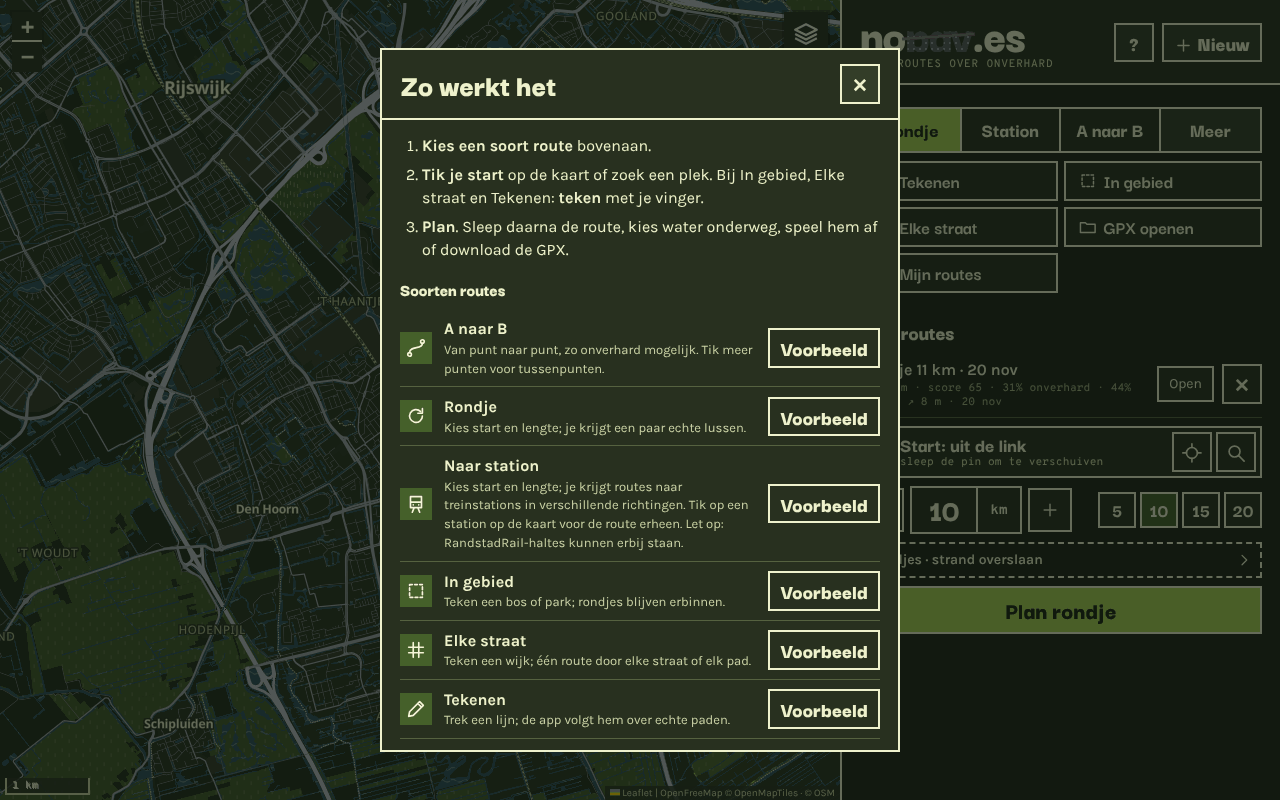 +
−
GOOLAND
Rijswijk
'T HAANTJE
Den Hoorn
'T WOUDT
HODENPIJL
Schipluiden
ND
1 km
Leaflet | OpenFreeMap © OpenMapTiles · © OSM
Zo werkt het
1. Kies een soort route bovenaan.
2. Tik je start op de kaart of zoek een plek. Bij In gebied, Elke
straat en Tekenen: teken met je vinger.
3. Plan. Sleep daarna de route, kies water onderweg, speel hem af
of download de GPX.
Soorten routes
A naar B
Van punt naar punt, zo onverhard mogelijk. Tik meer
punten voor tussenpunten.
Voorbeeld
Rondje
Kies start en lengte; je krijgt een paar echte lussen.
Voorbeeld
Naar station
Kies start en lengte; je krijgt routes naar
treinstations in verschillende richtingen. Tik op een
station op de kaart voor de route erheen. Let op:
RandstadRail-haltes kunnen erbij staan.
Voorbeeld
In gebied
Teken een bos of park; rondjes blijven erbinnen.
Voorbeeld
Elke straat
Teken een wijk; één route door elke straat of elk pad.
Voorbeeld
Tekenen
Trek een lijn; de app volgt hem over echte paden.
Voorbeeld
nonav.es
ROUTES OVER ONVERHARD
?
+ Nieuw
ondje
Station
A naar B
Meer
Tekenen
In gebied
Elke straat
GPX openen
Mijn routes
routes
je 11 km · 20 nov
m · score 65 · 31% onverhard · 44%
↗ 8 m · 20 nov
Open
Start: uit de link
sleep de pin om te verschuiven
10 km
+
5 10 15 20
djes · strand overslaan
Plan rondje